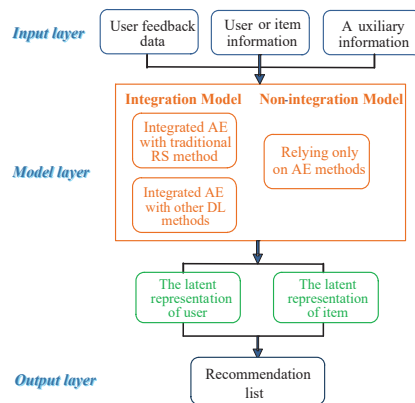 Input layer
User feedback
data
User or item
information
A uxiliary
information
Integration Model
Non-integration Model
Integrated AE
with traditional
RS method
Relying only
on AE methods
Model layer
Integrated AE
with other DL
methods
The latent
representation
of user
The latent
representation
of item
Output layer
Recommendation
list